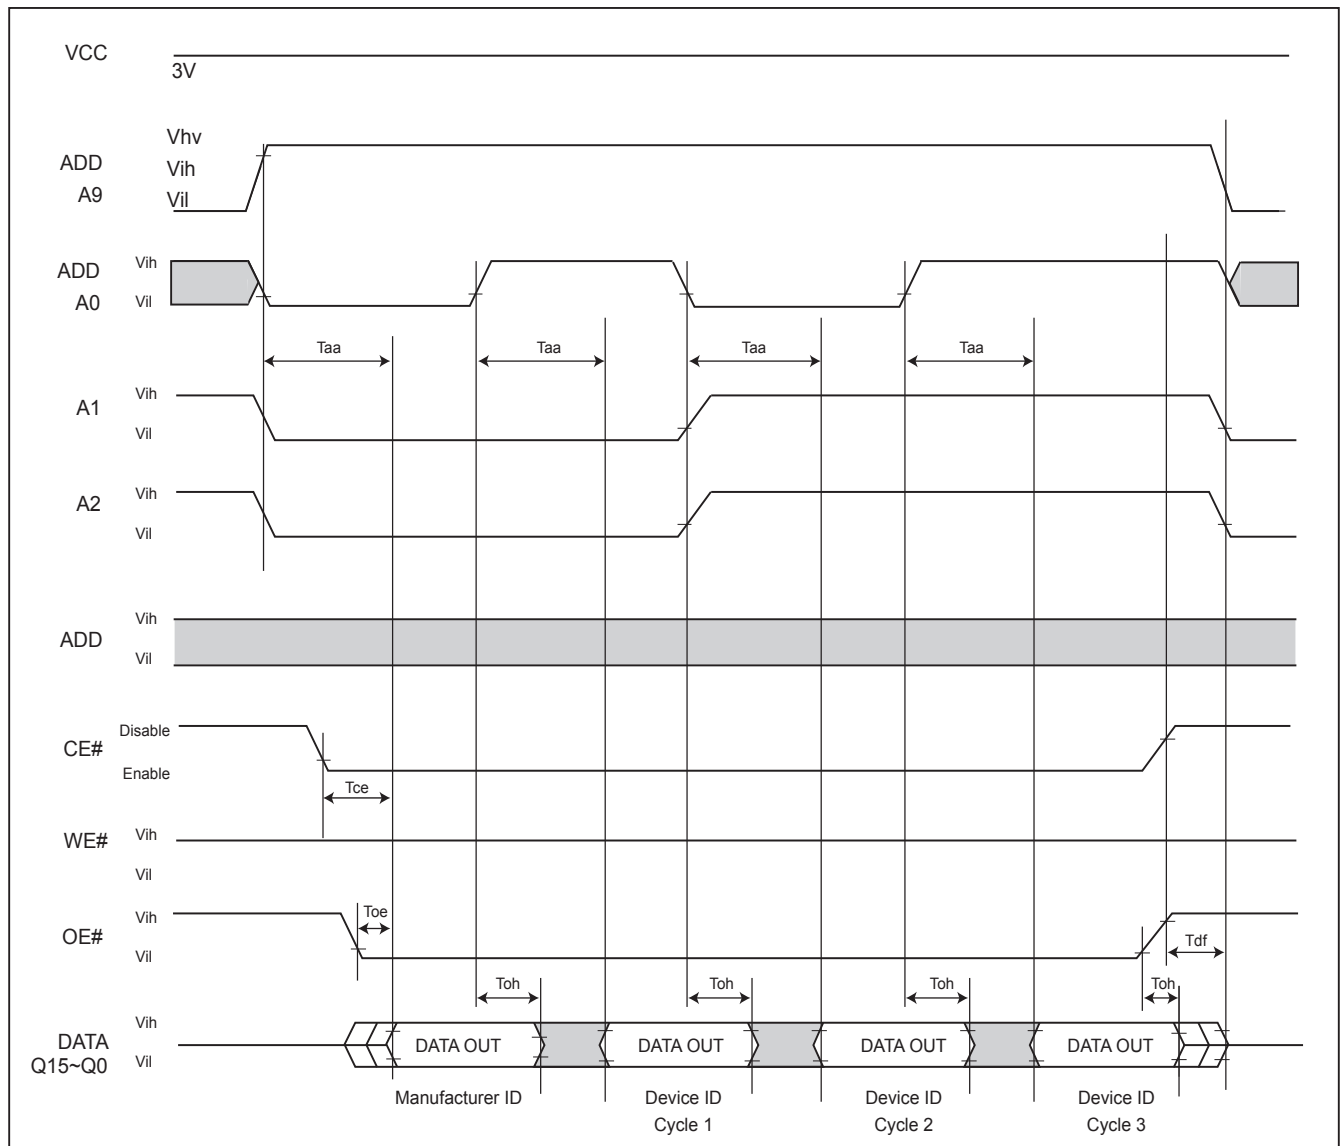 VCC
3V
Vhv
ADD
Vih
A9
Vil
Vih
ADD
A0
Vil
Taa Taa Taa Taa
Vih
A1
Vil
Vih
A2
Vil
Vih
ADD
Vil
Disable
CE#
Enable
Tce
Vih
WE#
Vil
Toe
Vih
OE#
Vil
Tdf
Toh Toh Toh Toh
Vih
DATA
DATA OUT DATA OUT DATA OUT DATA OUT
Vil
Q15~Q0
Manufacturer ID Device ID Device ID Device ID
Cycle 1 Cycle 2 Cycle 3